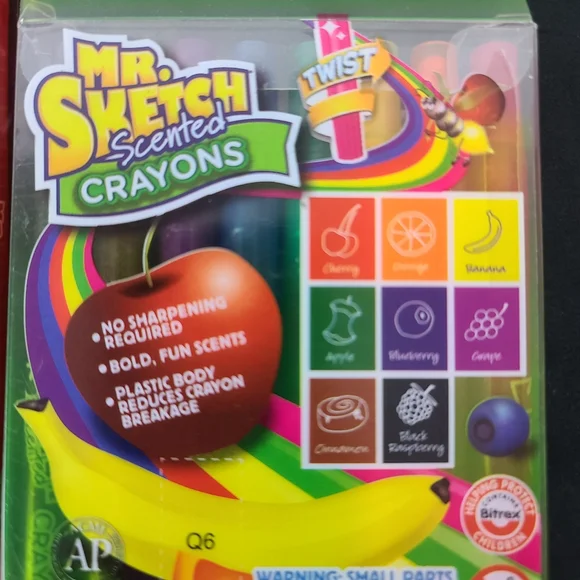 MR.
SKETCH
Scented
CRAYONS
TWIST
• NO SHARPENING
REQUIRED
• BOLD, FUN SCENTS
• PLASTIC BODY
REDUCES CRAYON
BREAKAGE
Cherry
Orange
Banana
Apple
Blueberry
Grape
Cinnamon
Black
Raspberry
HELPING PROTECT
CONTAINS
Bitrex
CHILDREN
AP
Q6
WARNING: SMALL PARTS